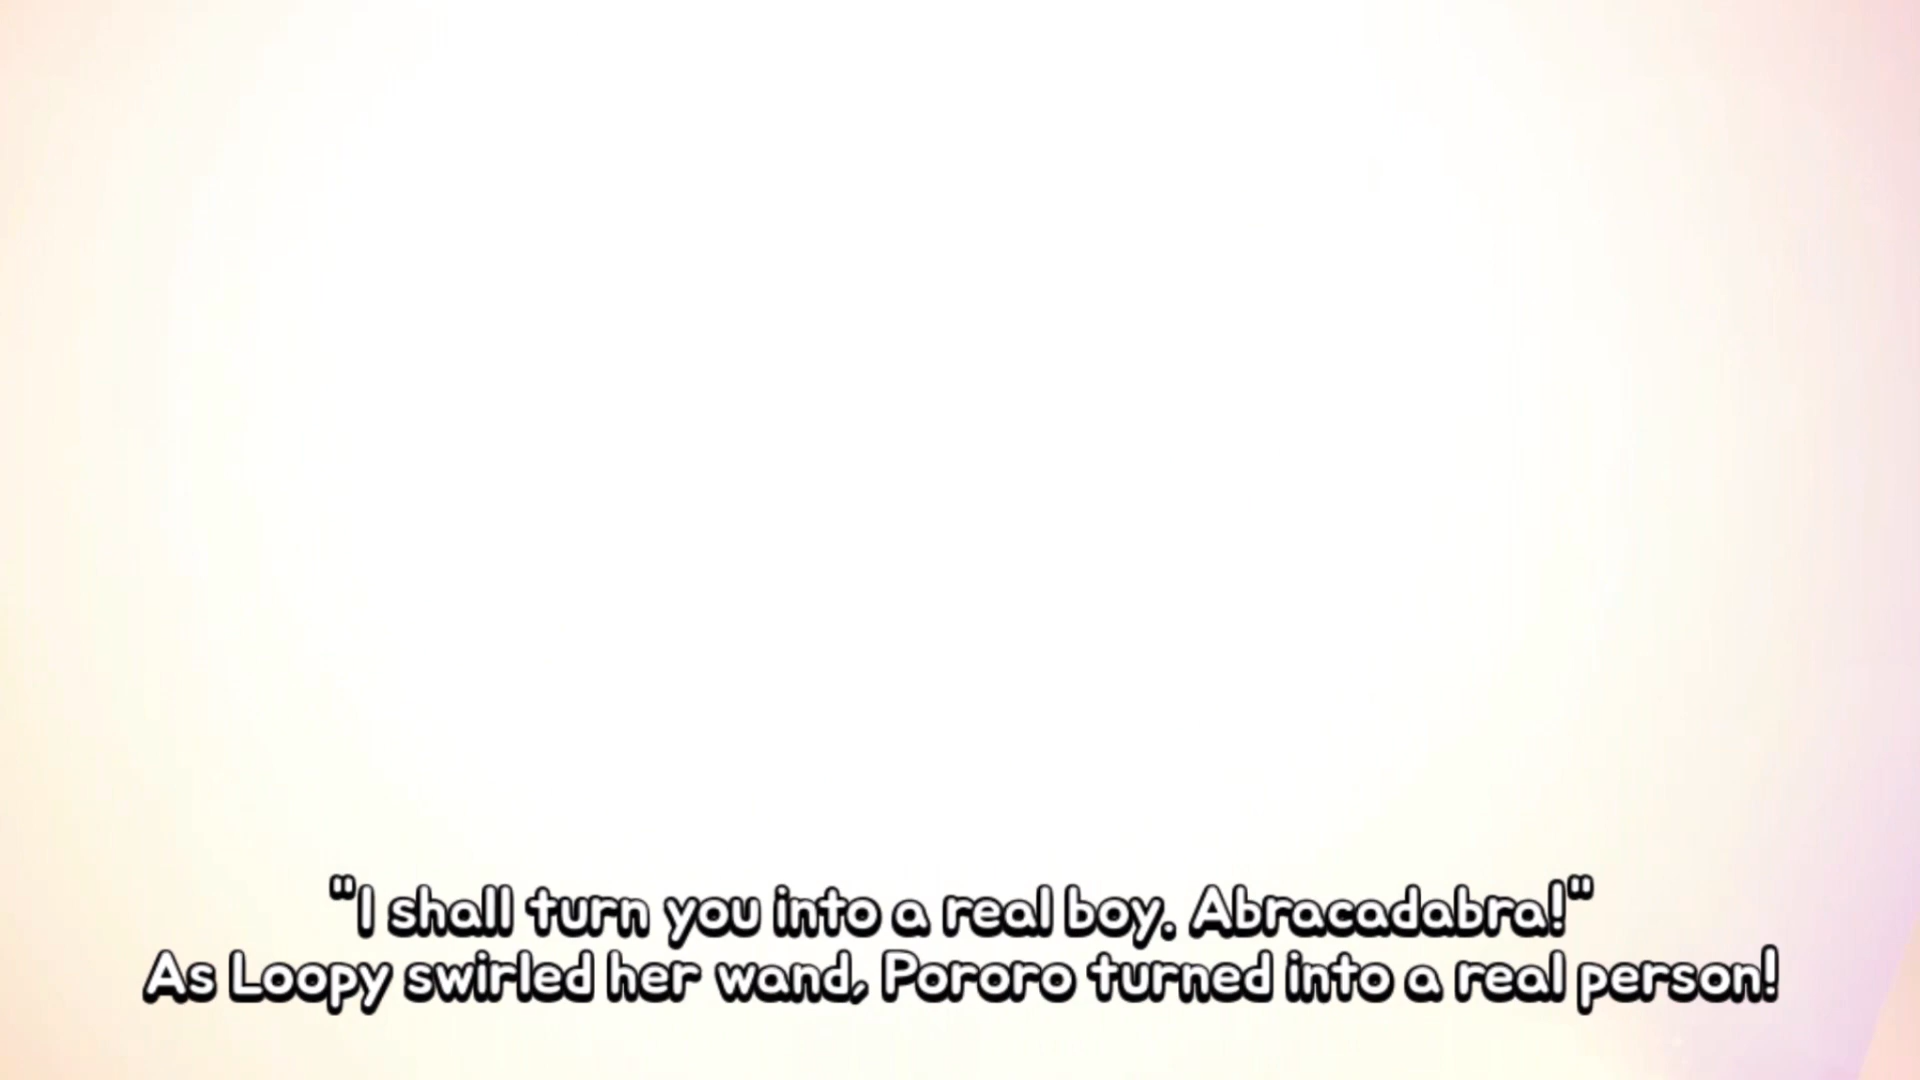 "I shall turn you into a real boy. Abracadabra!"
As Loopy swirled her wand, Pororo turned into a real person!